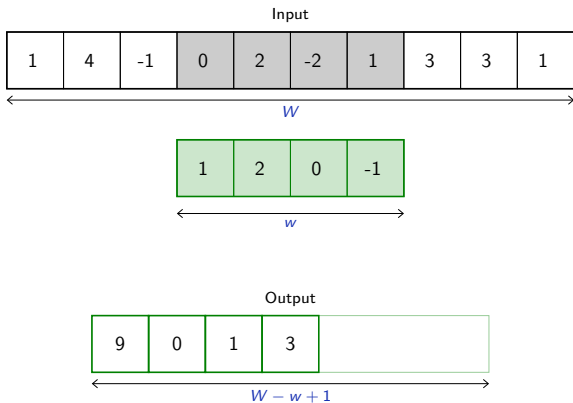 Input
1 4 -1 0 2 -2 1 3 3 1
W
1 2 0 -1
w
Output
9 0 1 3
W − w + 1